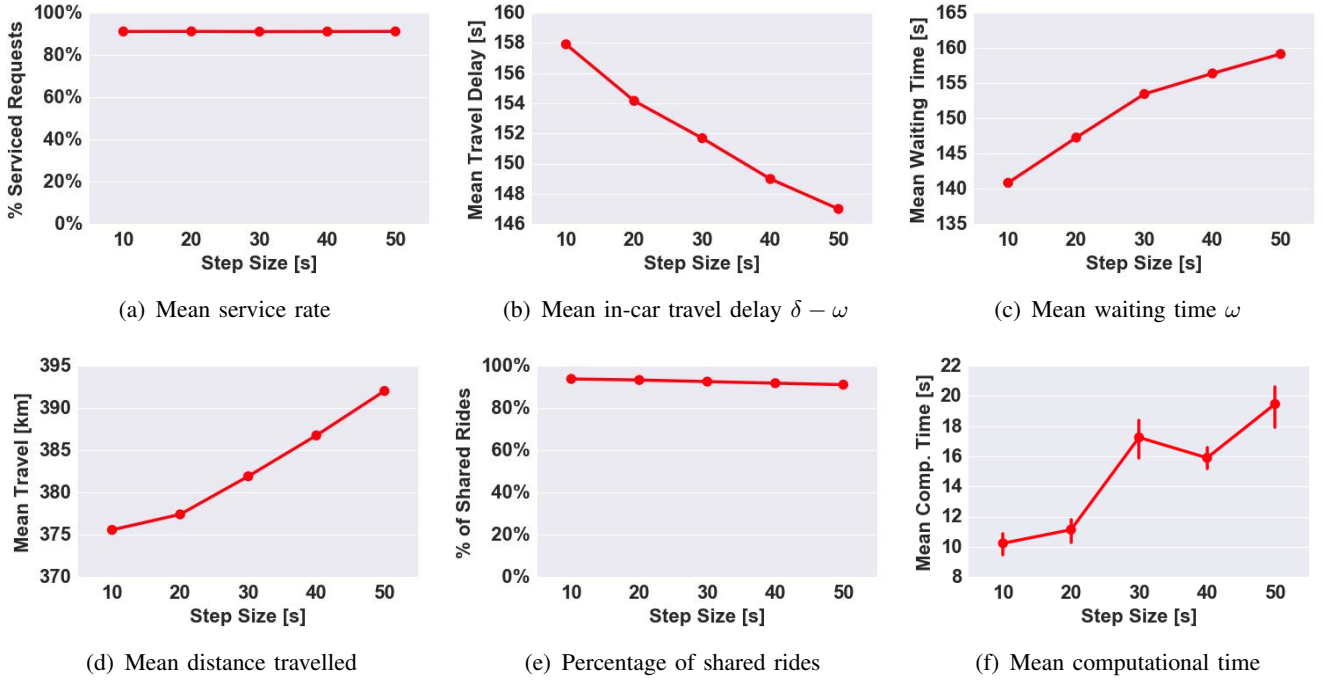 % Serviced Requests
100%
80%
60%
40%
20%
0%
10 20 30 40 50
Step Size [s]
(a) Mean service rate
Mean Travel Delay [s]
160
158
156
154
152
150
148
146
10 20 30 40 50
Step Size [s]
(b) Mean in-car travel delay δ − ω
Mean Waiting Time [s]
165
160
155
150
145
140
135
10 20 30 40 50
Step Size [s]
(c) Mean waiting time ω
Mean Travel [km]
395
390
385
380
375
370
10 20 30 40 50
Step Size [s]
(d) Mean distance travelled
% of Shared Rides
100%
80%
60%
40%
20%
0%
10 20 30 40 50
Step Size [s]
(e) Percentage of shared rides
Mean Comp. Time [s]
22
20
18
16
14
12
10
8
10 20 30 40 50
Step Size [s]
(f) Mean computational time